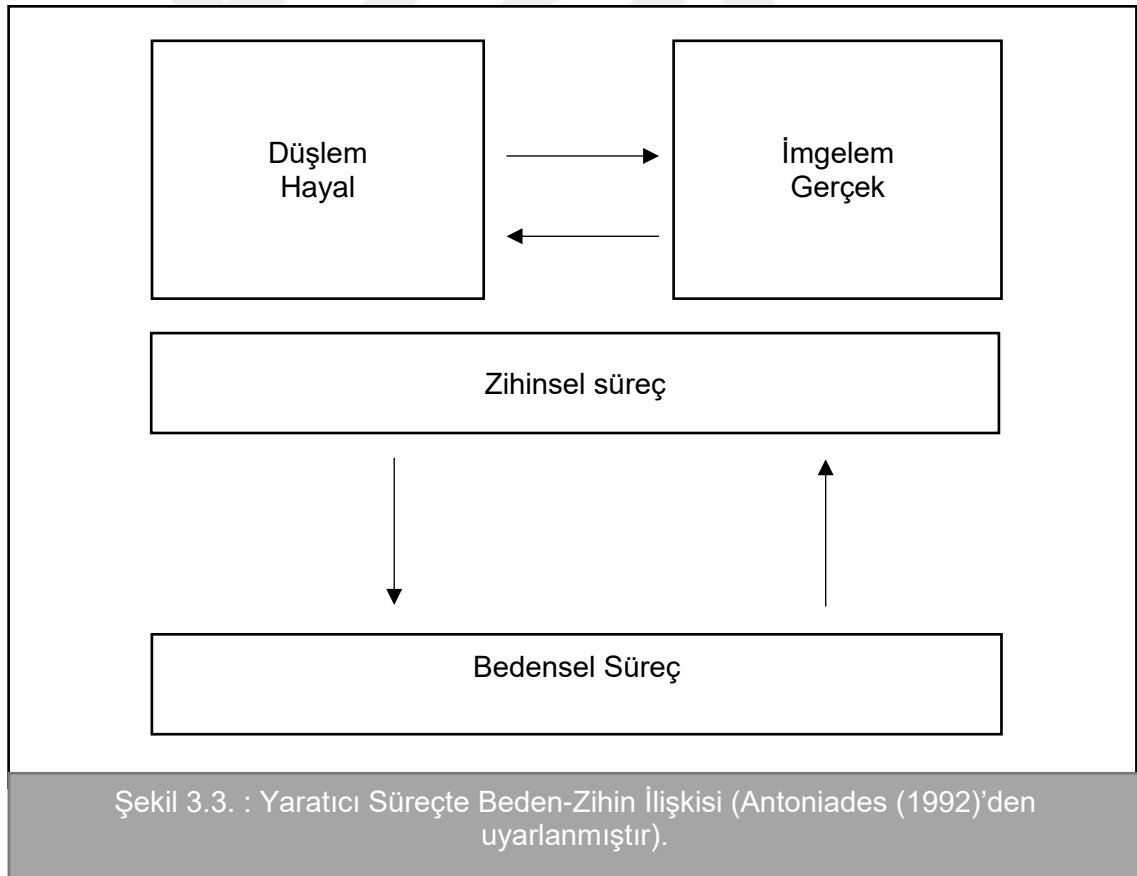 Düşlem
Hayal
İmgelem
Gerçek
Zihinsel süreç
Bedensel Süreç
Şekil 3.3. : Yaratıcı Süreçte Beden-Zihin İlişkisi (Antoniades (1992)’den
uyarlanmıştır).